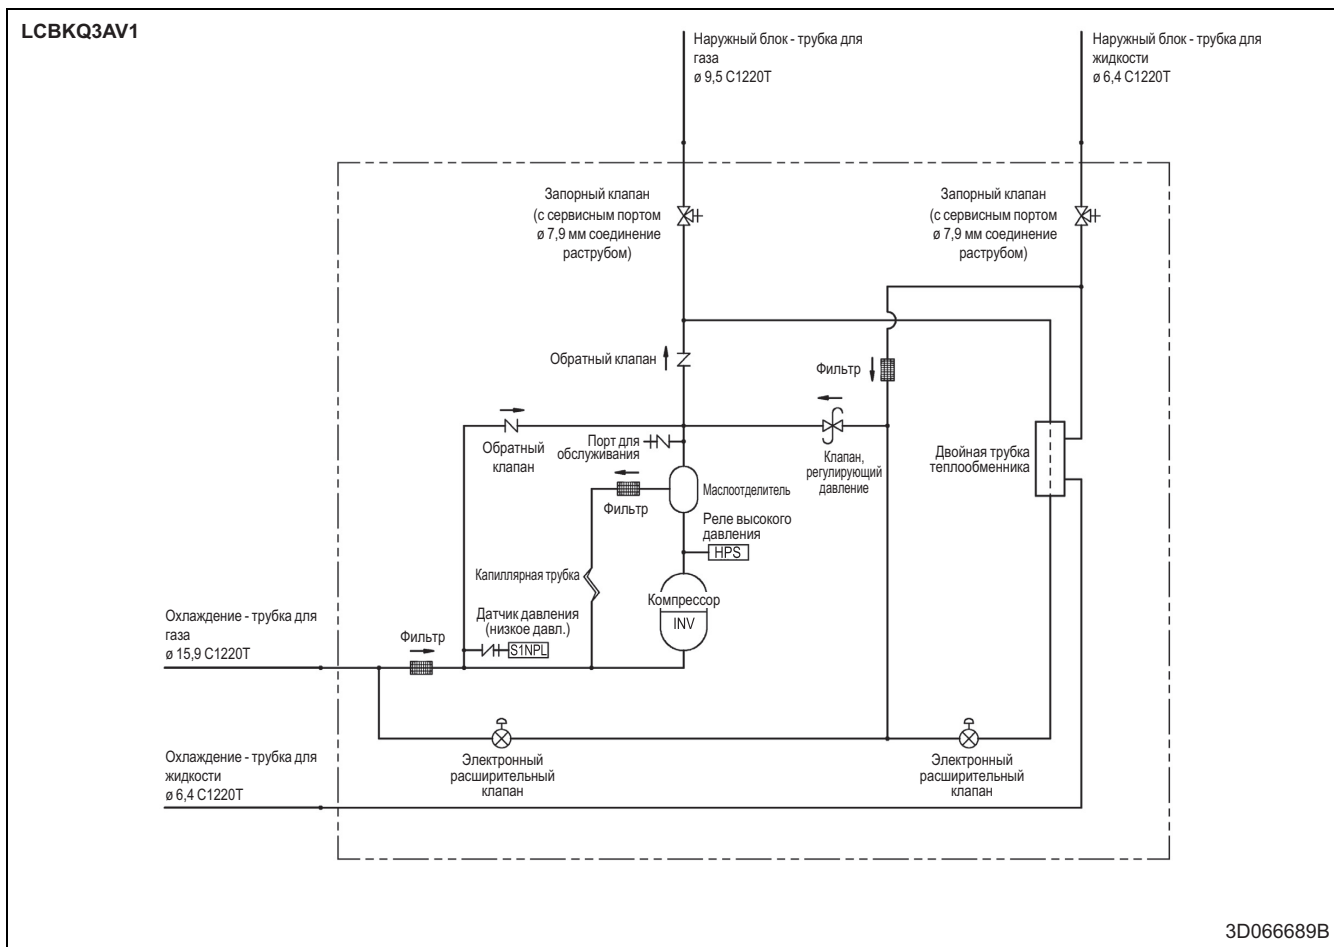 LCBKQ3AV1
Наружный блок - трубка для
газа
ø 9,5 C1220T
Наружный блок - трубка для
жидкости
ø 6,4 C1220T
Запорный клапан
(с сервисным портом
ø 7,9 мм соединение
раструбом)
Запорный клапан
(с сервисным портом
ø 7,9 мм соединение
раструбом)
Обратный клапан
Фильтр
Обратный
клапан
Порт для
обслуживания
Клапан,
регулирующий
давление
Двойная трубка
теплообменника
Маслоотделитель
Фильтр
Реле высокого
давления
HPS
Капиллярная трубка
Компрессор
INV
Датчик давления
(низкое давл.)
S1NPL
Охлаждение - трубка для
газа
ø 15,9 C1220T
Фильтр
Охлаждение - трубка для
жидкости
ø 6,4 C1220T
Электронный
расширительный
клапан
Электронный
расширительный
клапан
3D066689B